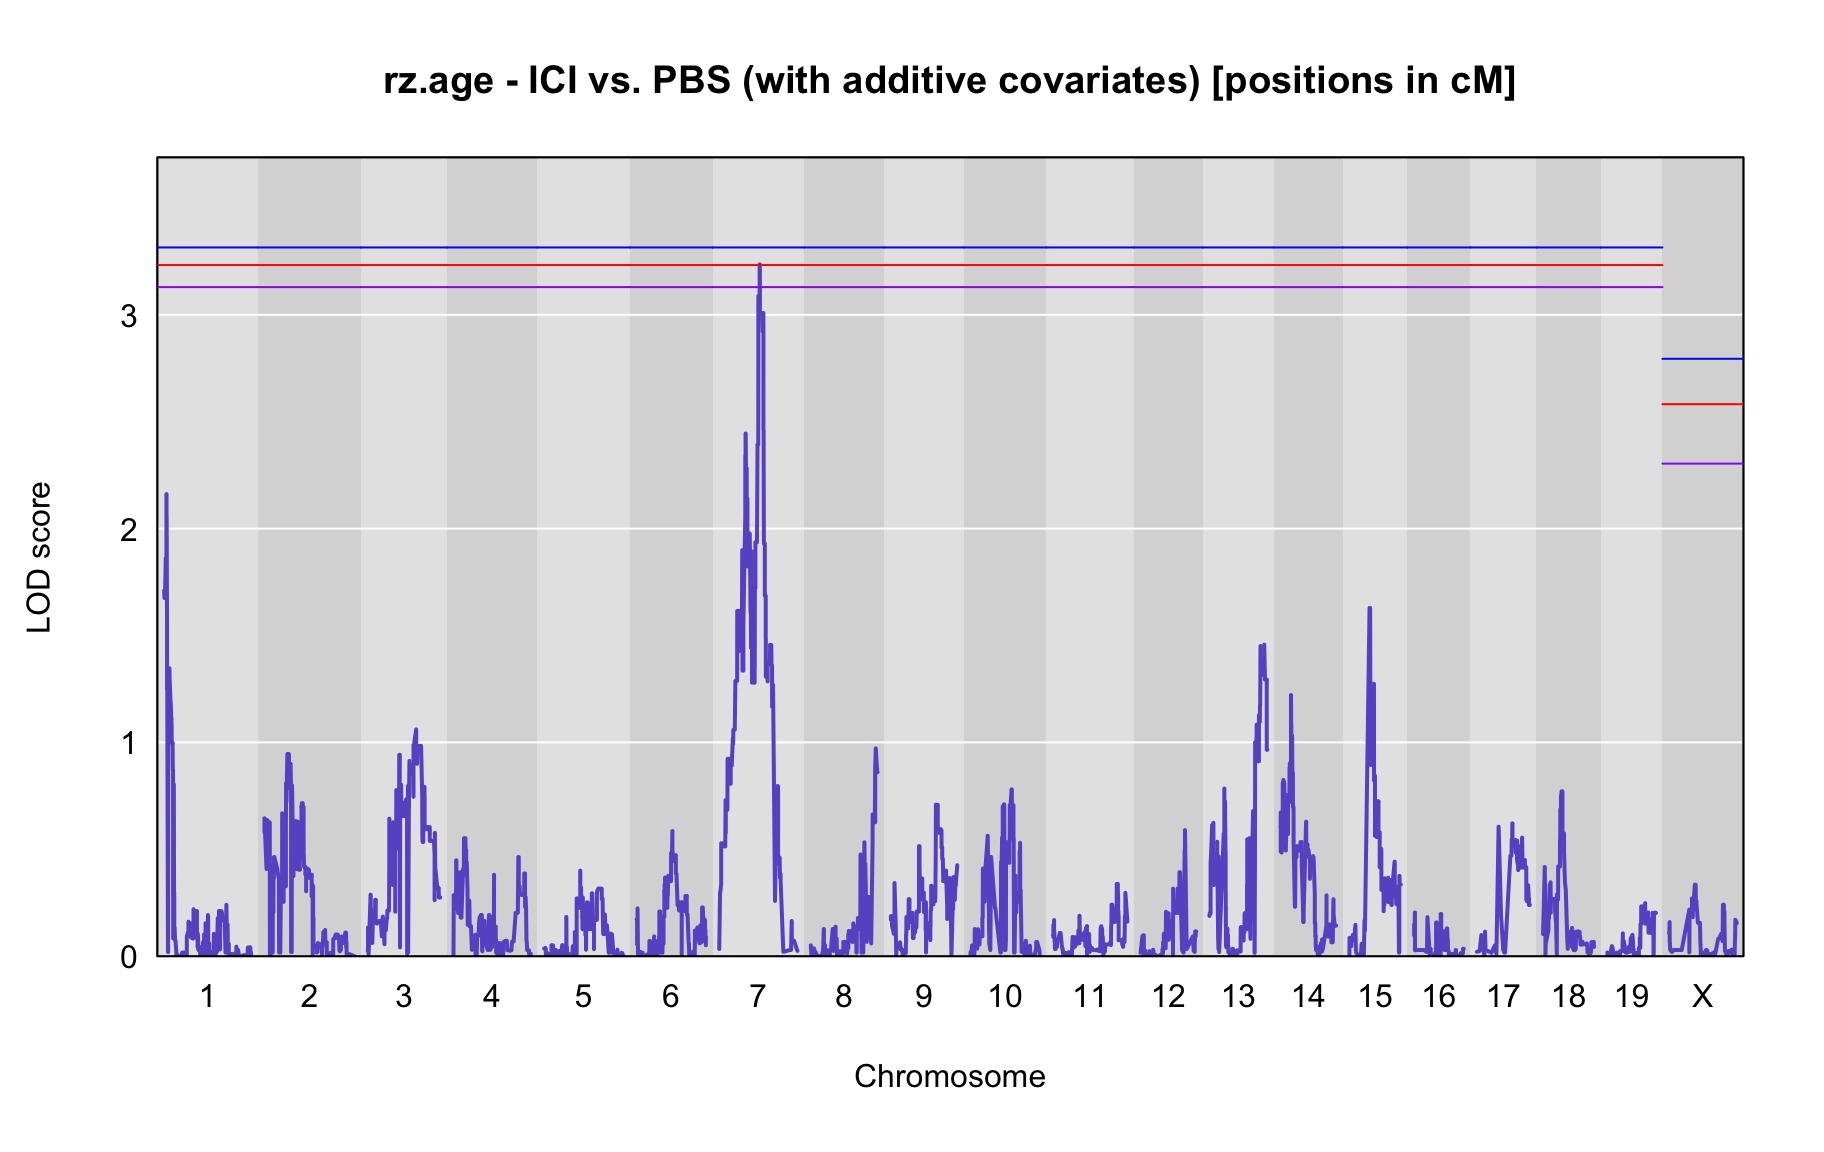 rz.age - ICI vs. PBS (with additive covariates) [positions in cM]
LOD score
3
2
1
0
1 2 3 4 5 6 7 8 9 10 11 12 13 14 15 16 17 18 19 X
Chromosome